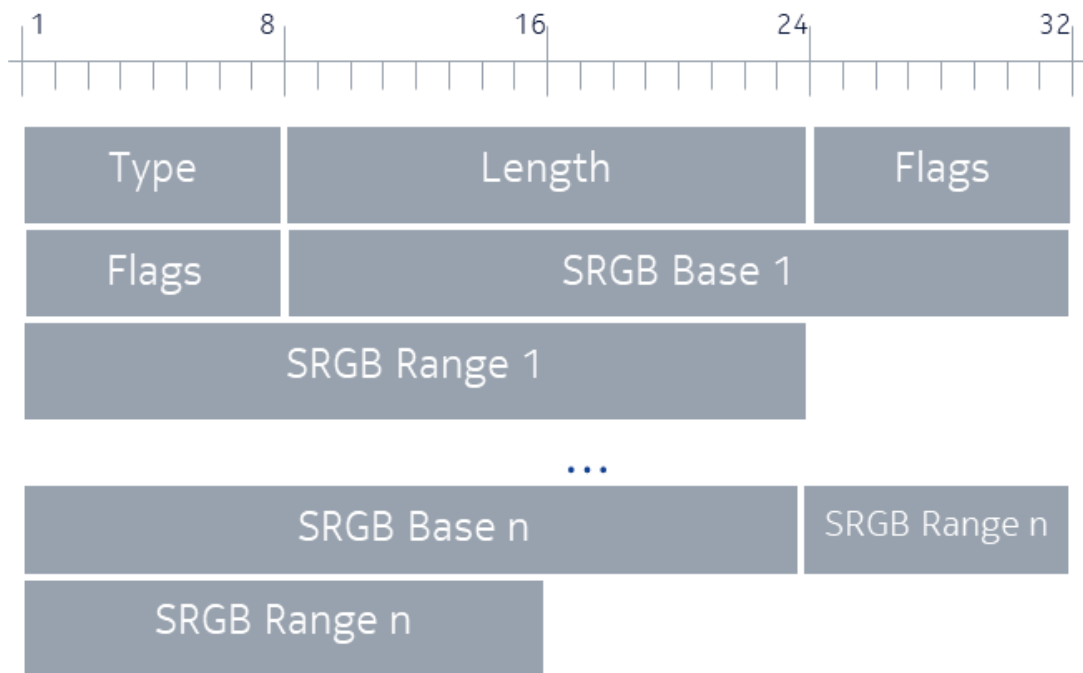 1 8 16 24 32
Type Length Flags
Flags SRGB Base 1
SRGB Range 1
...
SRGB Base n SRGB Range n
SRGB Range n